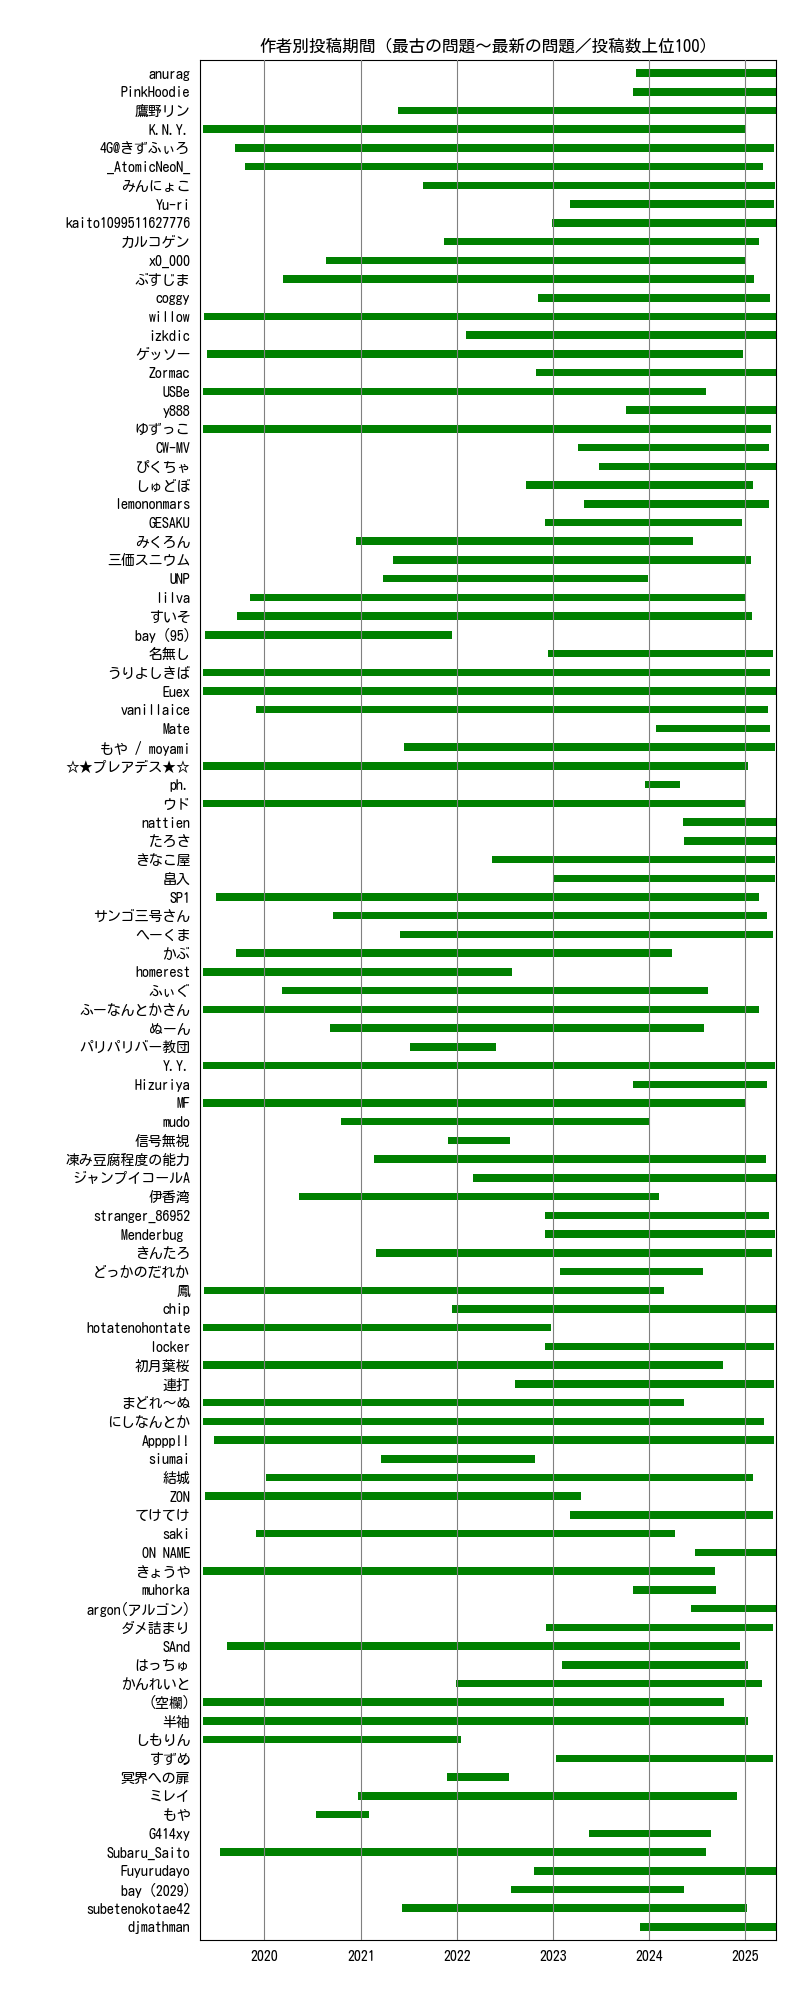 作者別投稿期間（最古の問題～最新の問題／投稿数上位100）
anurag
PinkHoodie
鷹野リン
K.N.Y.
4G@きずふぃろ
_AtomicNeoN_
みんにょこ
Yu-ri
kaito1099511627776
カルコゲン
x0_000
ぶすじま
coggy
willow
izkdic
ゲッソー
Zormac
USBe
y888
ゆずっこ
CW-MV
ぴくちゃ
しゅどぼ
lemononmars
GESAKU
みくろん
三価スニウム
UNP
lilva
すいそ
bay (95)
名無し
うりよしきば
Euex
vanillaice
Mate
もや / moyami
☆★プレアデス★☆
ph.
ウド
nattien
たろさ
きなこ屋
畠入
SP1
サンゴ三号さん
へーくま
かぶ
homerest
ふぃぐ
ふーなんとかさん
ぬーん
パリパリバー教団
Y.Y.
Hizuriya
MF
mudo
信号無視
凍み豆腐程度の能力
ジャンプイコールA
伊香湾
stranger_86952
Menderbug
きんたろ
どっかのだれか
鳳
chip
hotatenohontate
locker
初月葉桜
連打
まどれ～ぬ
にしなんとか
Appppll
siumai
結城
ZON
てけてけ
saki
ON NAME
きょうや
muhorka
argon(アルゴン)
ダメ詰まり
SAnd
はっちゅ
かんれいと
(空欄)
半袖
しもりん
すずめ
冥界への扉
ミレイ
もや
G414xy
Subaru_Saito
Fuyurudayo
bay (2029)
subetenokotae42
djmathman
2020 2021 2022 2023 2024 2025